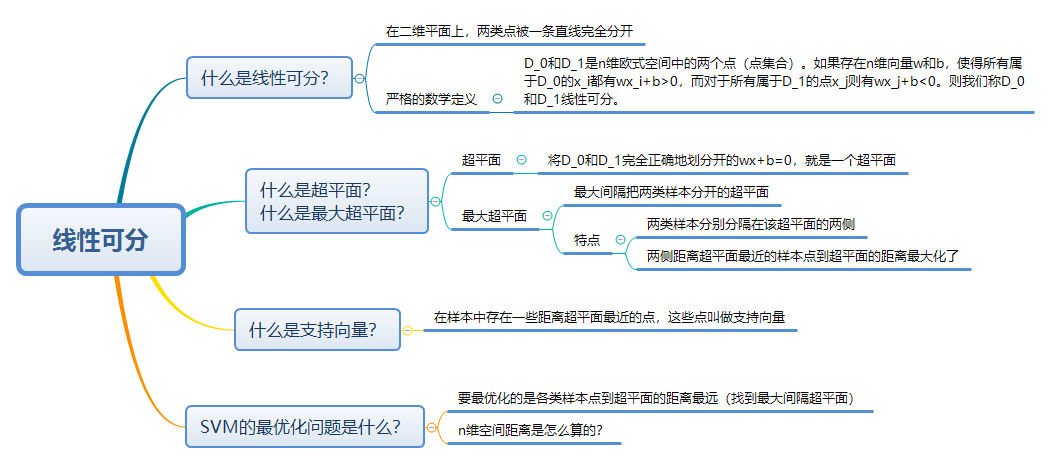 线性可分
什么是线性可分？
在二维平面上，两类点被一条直线完全分开
严格的数学定义
D_0和D_1是n维欧式空间中的两个点（点集合）。如果存在n维向量w和b，使得所有属
于D_0的x_i都有wx_i+b>0，而对于所有属于D_1的点x_j则有wx_j+b<0。则我们称D_0
和D_1线性可分。
什么是超平面？
什么是最大超平面？
超平面
将D_0和D_1完全正确地划分开的wx+b=0，就是一个超平面
最大超平面
最大间隔把两类样本分开的超平面
特点
两类样本分别分隔在该超平面的两侧
两侧距离超平面最近的样本点到超平面的距离最大化了
什么是支持向量？
在样本中存在一些距离超平面最近的点，这些点叫做支持向量
SVM的最优化问题是什么？
要最优化的是各类样本点到超平面的距离最远（找到最大间隔超平面）
n维空间距离是怎么算的？